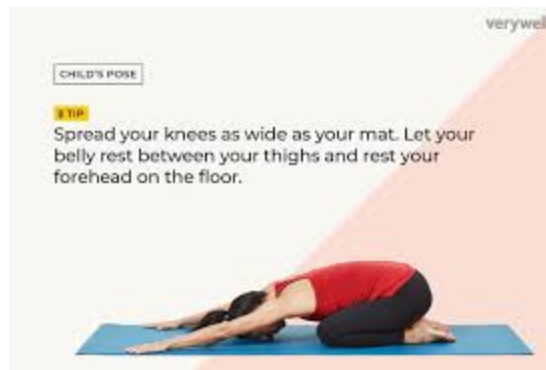 verywel
CHILD'S POSE
TIP
Spread your knees as wide as your mat. Let your
belly rest between your thighs and rest your
forehead on the floor.